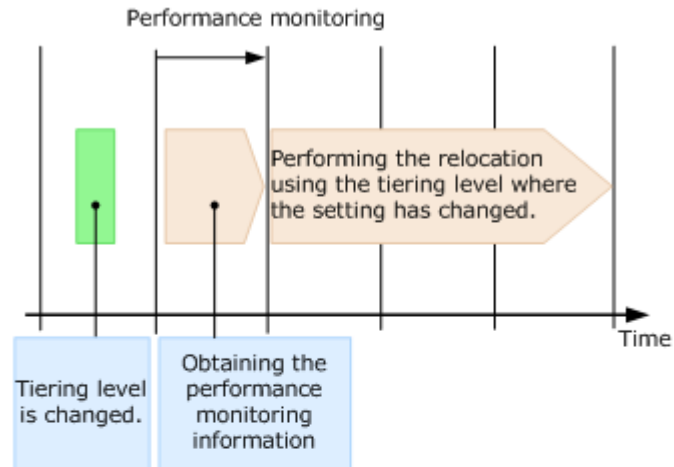 Performance monitoring
Performing the relocation
using the tiering level where
the setting has changed.
Time
Tiering level
is changed.
Obtaining the
performance
monitoring
information